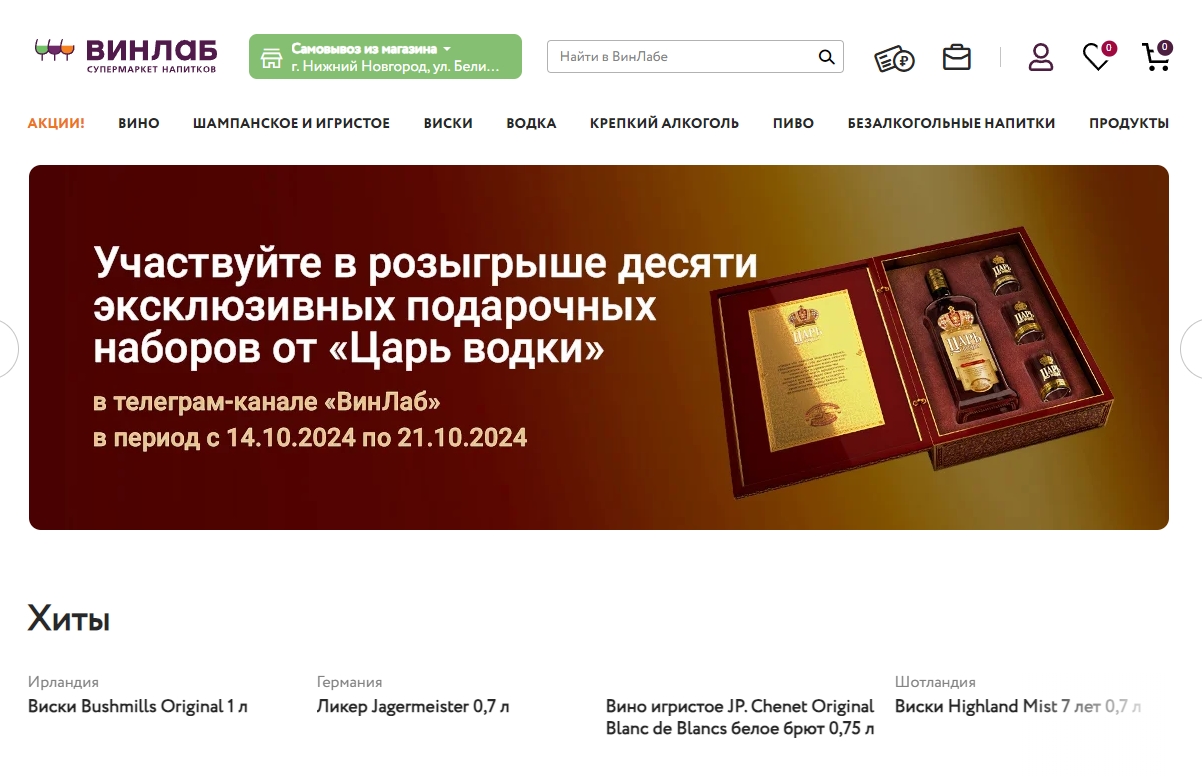 ВИНЛАБ
СУПЕРМАРКЕТ НАПИТКОВ
Самовывоз из магазина
г. Нижний Новгород, ул. Бели...
Найти в ВинЛабе
0
0
АКЦИИ!
ВИНО
ШАМПАНСКОЕ И ИГРИСТОЕ
ВИСКИ
ВОДКА
КРЕПКИЙ АЛКОГОЛЬ
ПИВО
БЕЗАЛКОГОЛЬНЫЕ НАПИТКИ
ПРОДУКТЫ
Участвуйте в розыгрыше десяти
эксклюзивных подарочных
наборов от «Царь водки»
в телеграм-канале «ВинЛаб»
в период с 14.10.2024 по 21.10.2024
ЦАРЬ
ЦАРЬ
ЦАРЬ
ЦАРЬ
ЦАРЬ
Хиты
Ирландия
Виски Bushmills Original 1 л
Германия
Ликер Jagermeister 0,7 л
Вино игристое JP. Chenet Original
Blanc de Blancs белое брют 0,75 л
Шотландия
Виски Highland Mist 7 лет 0,7 л